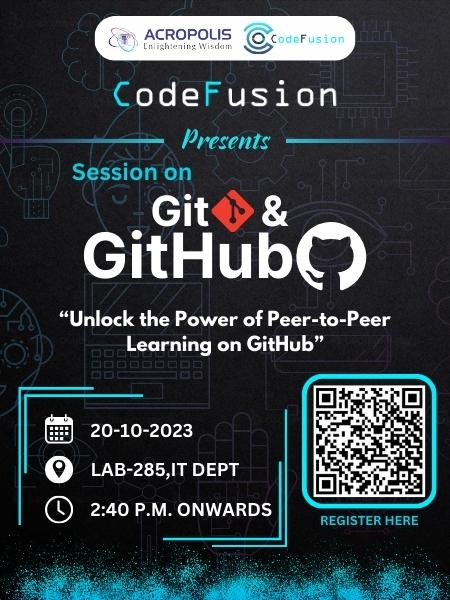 ACROPOLIS
Enlightening Wisdom
CodeFusion
CodeFusion
Presents
Session on
Git &
GitHub
“Unlock the Power of Peer-to-Peer
Learning on GitHub”
20-10-2023
LAB-285,IT DEPT
2:40 P.M. ONWARDS
REGISTER HERE